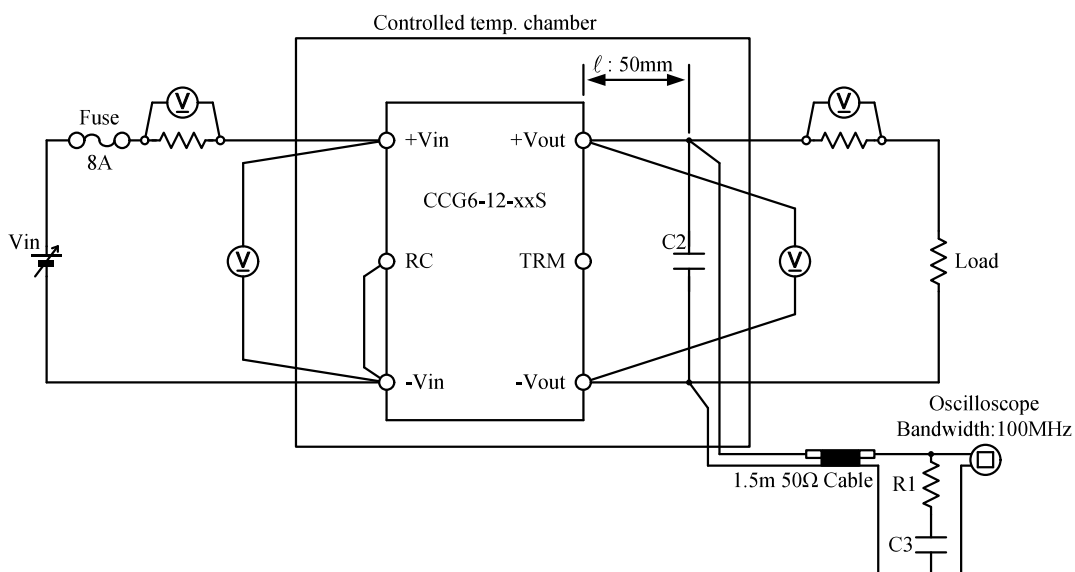 Controlled temp. chamber
ℓ : 50mm
Fuse
8A
V
V
+Vin
+Vout
CCG6-12-xxS
Vin
V
RC
TRM
C2
V
Load
-Vin
-Vout
Oscilloscope
Bandwidth:100MHz
1.5m 50Ω Cable
R1
C3